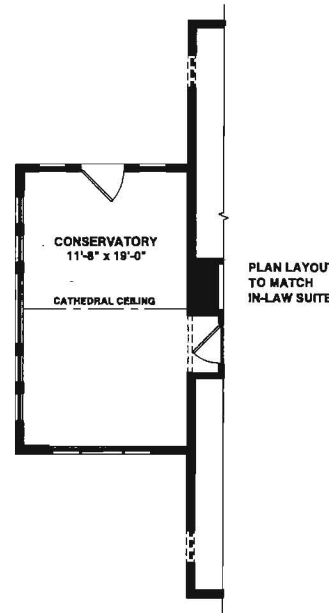 CONSERVATORY
11'-8" x 19'-0"
CATHEDRAL CEILING
PLAN LAYOUT
TO MATCH
IN-LAW SUITE